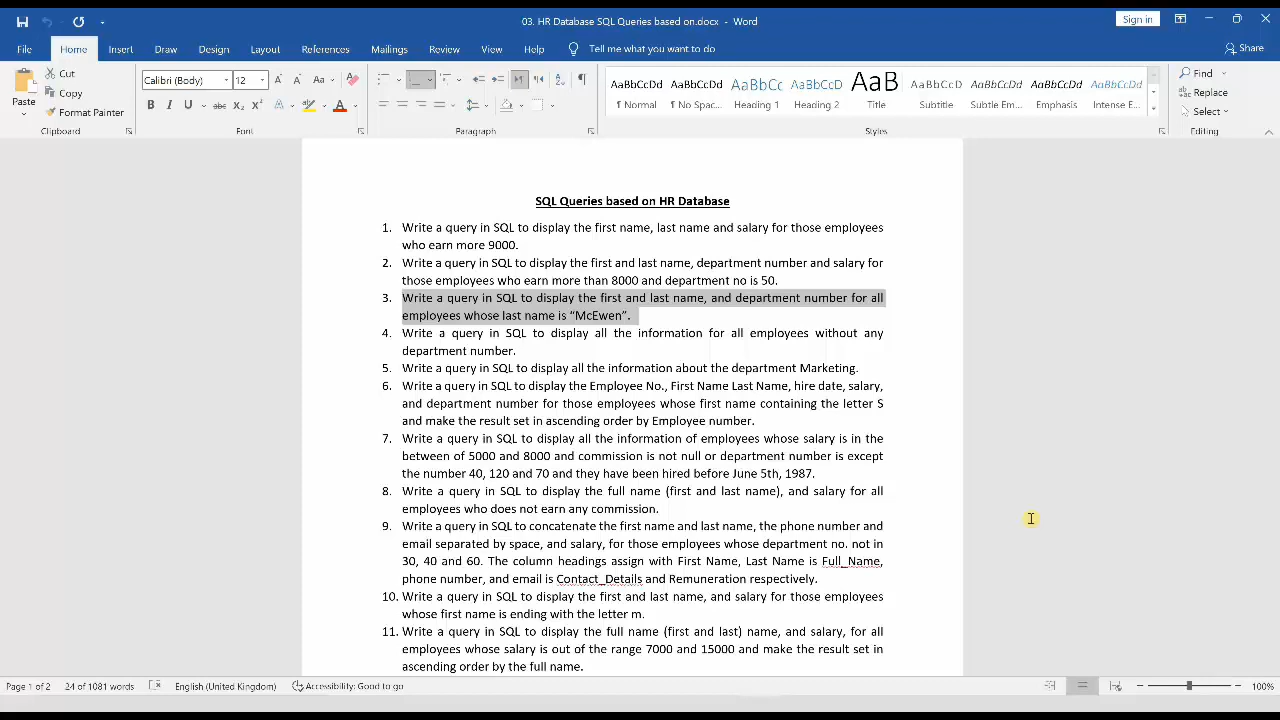 03. HR Database SQL Queries based on.docx - Word
Sign in
File Home Insert Draw Design Layout References Mailings Review View Help Tell me what you want to do Share
Paste
Cut
Copy
Format Painter
Clipboard
Calibri (Body) 12
Font
Paragraph
AaBbCcDd AaBbCcDd AaBbCc AaBbCcD AaB AaBbCcD AaBbCcDd AaBbCcDd AaBbCcDd
¶ Normal ¶ No Spac... Heading 1 Heading 2 Title Subtitle Subtle Em... Emphasis Intense E...
Styles
Find
Replace
Select
Editing
SQL Queries based on HR Database
1. Write a query in SQL to display the first name, last name and salary for those employees
who earn more 9000.
2. Write a query in SQL to display the first and last name, department number and salary for
those employees who earn more than 8000 and department no is 50.
3. Write a query in SQL to display the first and last name, and department number for all
employees whose last name is “McEwen”.
4. Write a query in SQL to display all the information for all employees without any
department number.
5. Write a query in SQL to display all the information about the department Marketing.
6. Write a query in SQL to display the Employee No., First Name Last Name, hire date, salary,
and department number for those employees whose first name containing the letter S
and make the result set in ascending order by Employee number.
7. Write a query in SQL to display all the information of employees whose salary is in the
between of 5000 and 8000 and commission is not null or department number is except
the number 40, 120 and 70 and they have been hired before June 5th, 1987.
8. Write a query in SQL to display the full name (first and last name), and salary for all
employees who does not earn any commission.
9. Write a query in SQL to concatenate the first name and last name, the phone number and
email separated by space, and salary, for those employees whose department no. not in
30, 40 and 60. The column headings assign with First Name, Last Name is Full_Name,
phone number, and email is Contact_Details and Remuneration respectively.
10. Write a query in SQL to display the first and last name, and salary for those employees
whose first name is ending with the letter m.
11. Write a query in SQL to display the full name (first and last) name, and salary, for all
employees whose salary is out of the range 7000 and 15000 and make the result set in
ascending order by the full name.
Page 1 of 2 24 of 1081 words English (United Kingdom) Accessibility: Good to go 100%